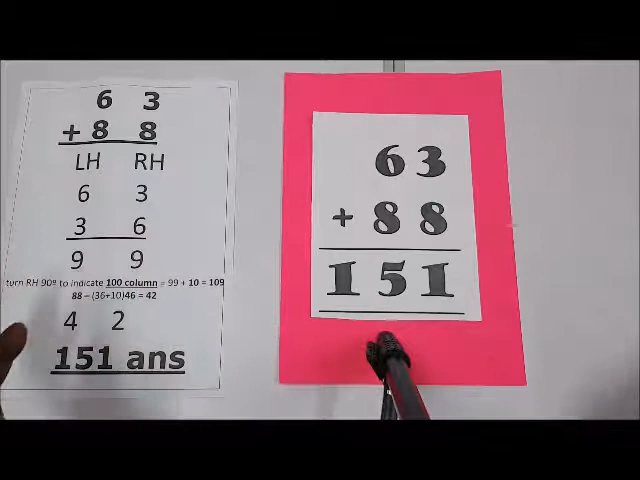 6 3
+ 8 8
LH RH
6 3
3 6
9 9
turn RH 90º to indicate 100 column = 99 + 10 = 109
88 – (36+10)46 = 42
4 2
151 ans
63
+ 88
151